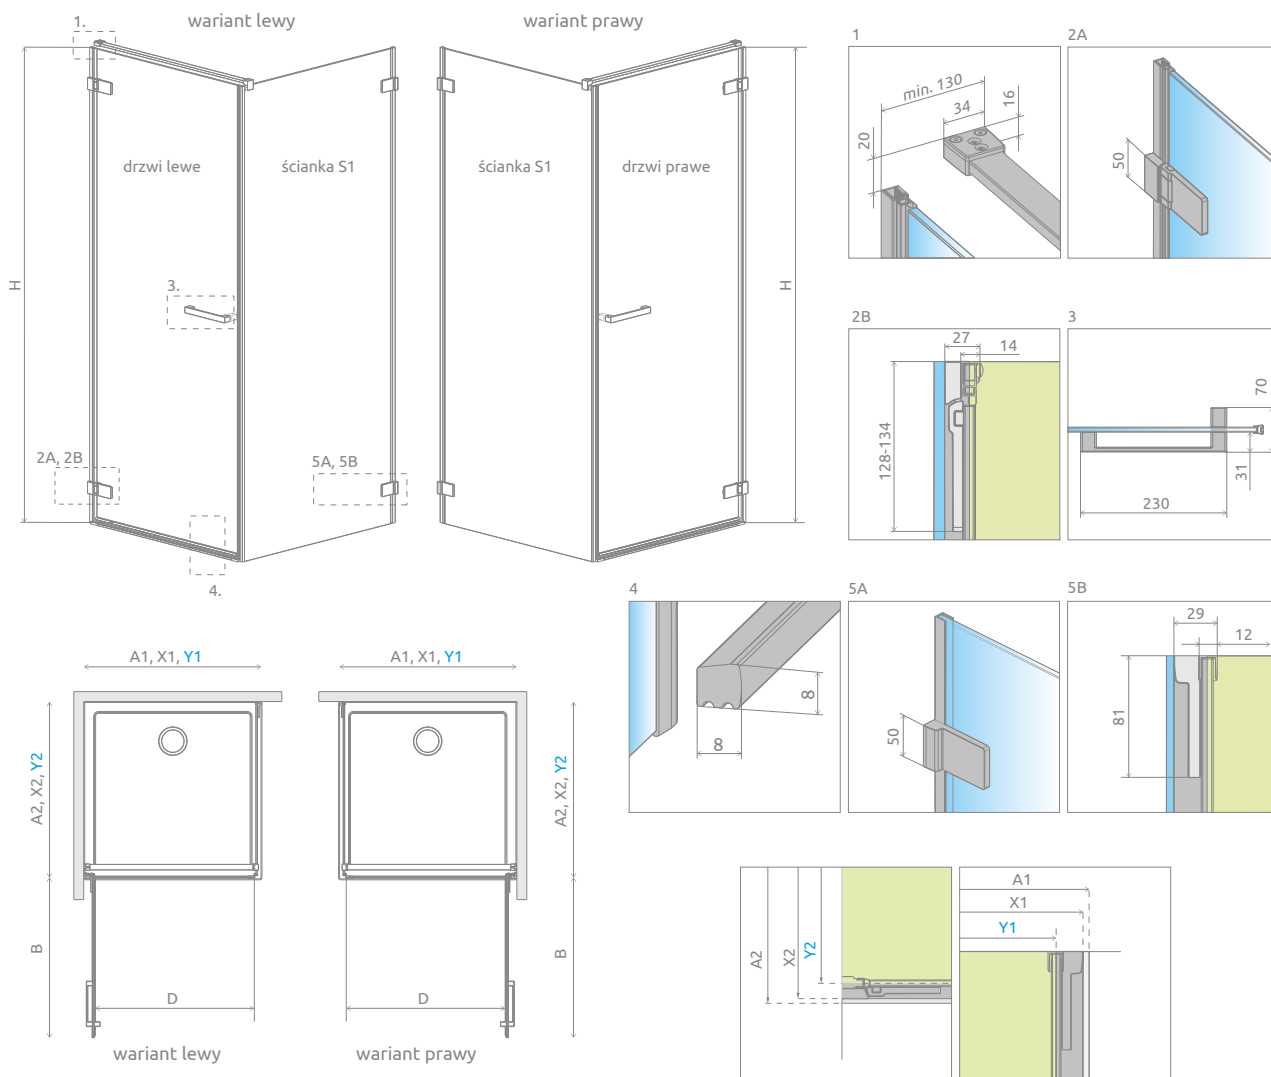 wariant lewy
wariant prawy
1.
H
drzwi lewe
ścianka S1
3.
2A, 2B
5A, 5B
4.
ścianka S1
drzwi prawe
H
1
min. 130
34
16
20
2A
50
2B
27
14
128-134
3
70
31
230
4
8
8
5A
50
5B
29
12
81
A1, X1, Y1
A2, X2, Y2
B
D
wariant lewy
A1, X1, Y1
A2, X2, Y2
B
D
wariant prawy
A2
X2
Y2
A1
X1
Y1